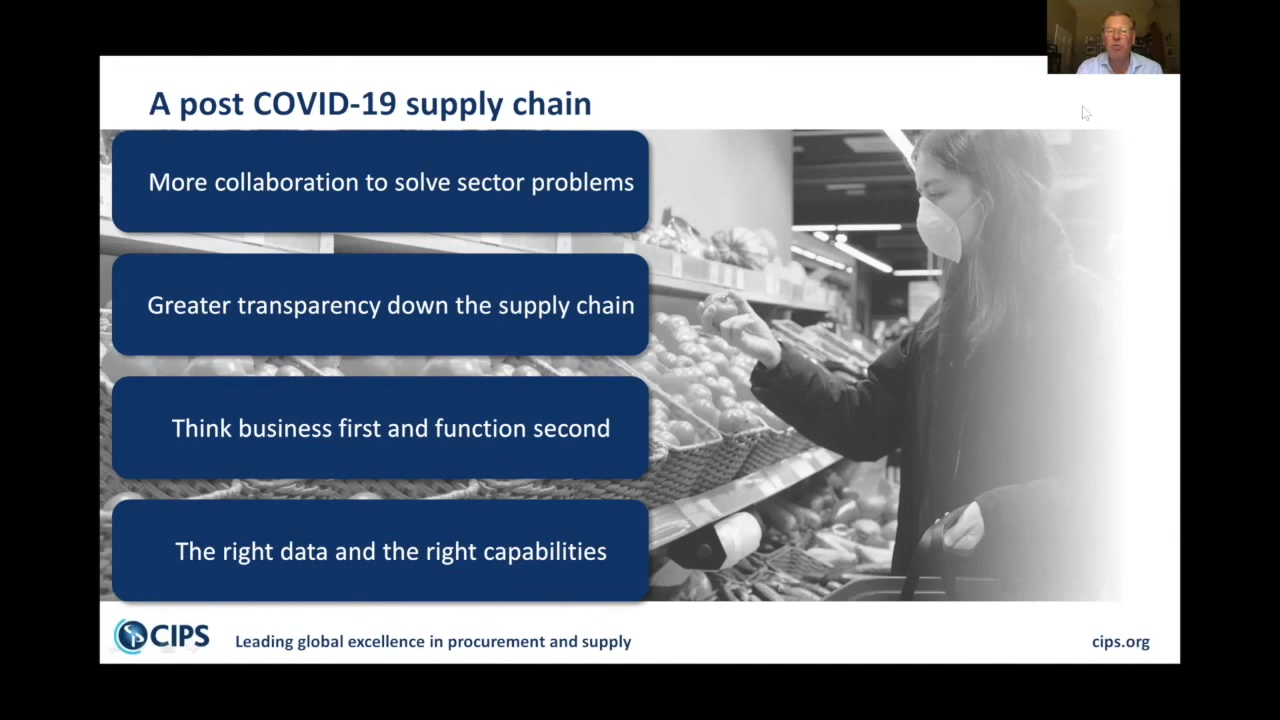 A post COVID-19 supply chain
More collaboration to solve sector problems
Greater transparency down the supply chain
Think business first and function second
The right data and the right capabilities
CIPS
Leading global excellence in procurement and supply
cips.org